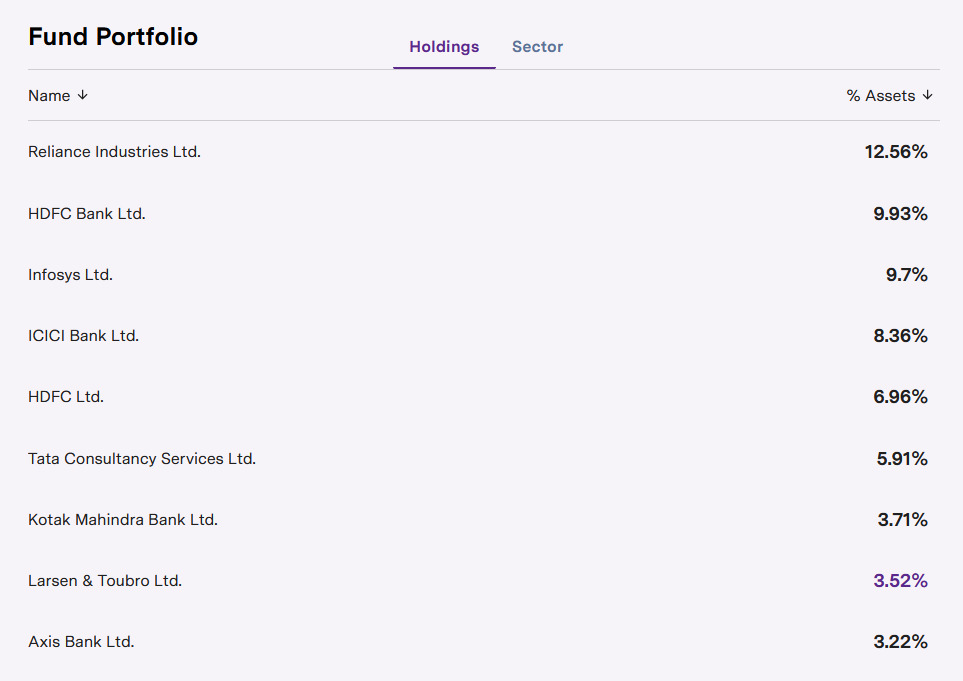 Fund Portfolio
Holdings Sector
Name ↓ % Assets ↓
Reliance Industries Ltd. 12.56%
HDFC Bank Ltd. 9.93%
Infosys Ltd. 9.7%
ICICI Bank Ltd. 8.36%
HDFC Ltd. 6.96%
Tata Consultancy Services Ltd. 5.91%
Kotak Mahindra Bank Ltd. 3.71%
Larsen & Toubro Ltd. 3.52%
Axis Bank Ltd. 3.22%